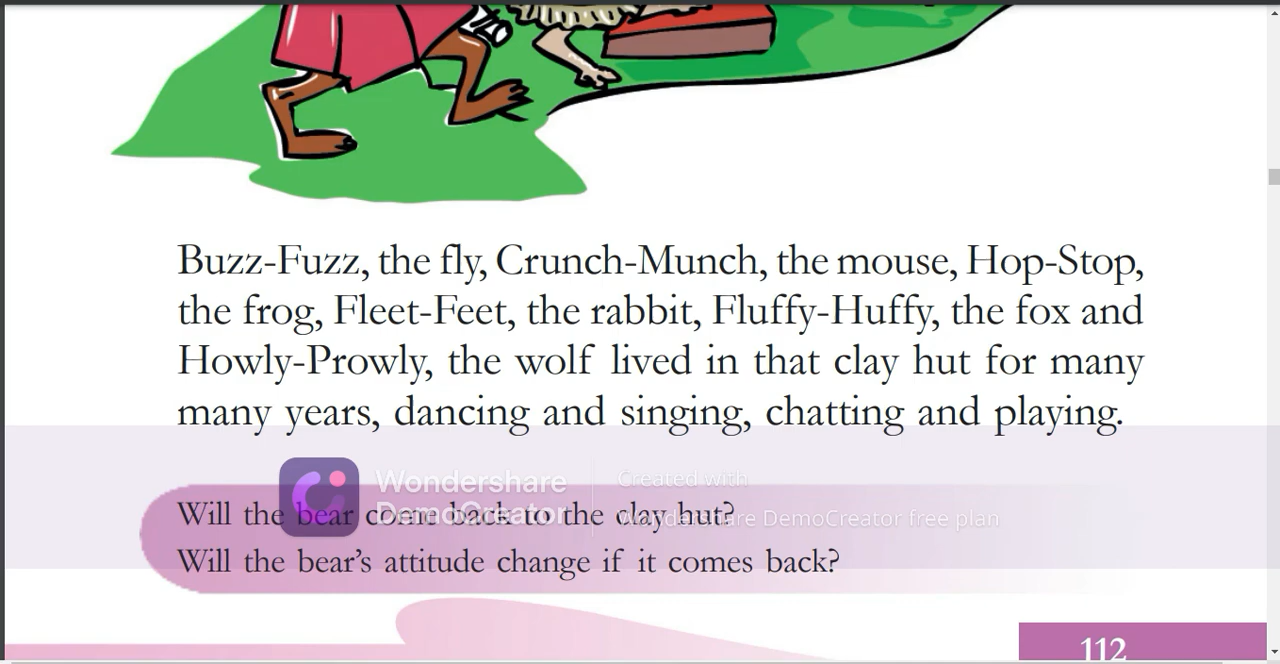 Buzz-Fuzz, the fly, Crunch-Munch, the mouse, Hop-Stop,
the frog, Fleet-Feet, the rabbit, Fluffy-Huffy, the fox and
Howly-Prowly, the wolf lived in that clay hut for many
many years, dancing and singing, chatting and playing.
Wondershare
DemoCreator
Created with
Wondershare DemoCreator free plan
Will the bear come back to the clay hut?
Will the bear's attitude change if it comes back?
112